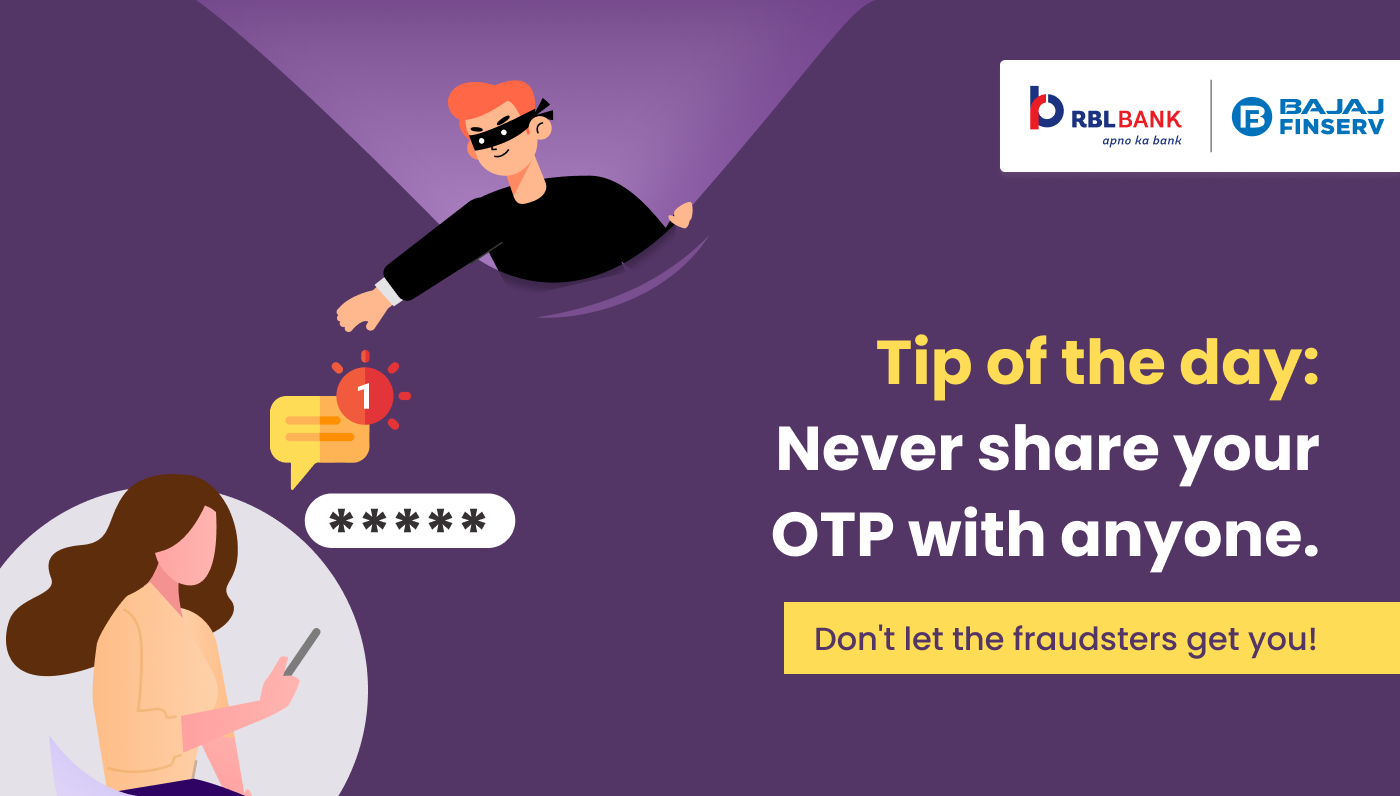 RBL BANK
apno ka bank
BAJAJ
FINSERV
1
*****
Tip of the day:
Never share your
OTP with anyone.
Don't let the fraudsters get you!